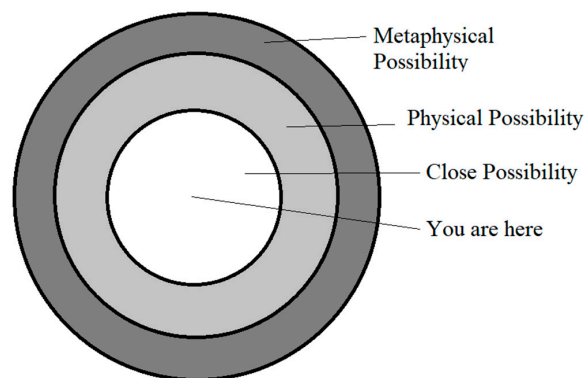 Metaphysical
Possibility
Physical Possibility
Close Possibility
You are here